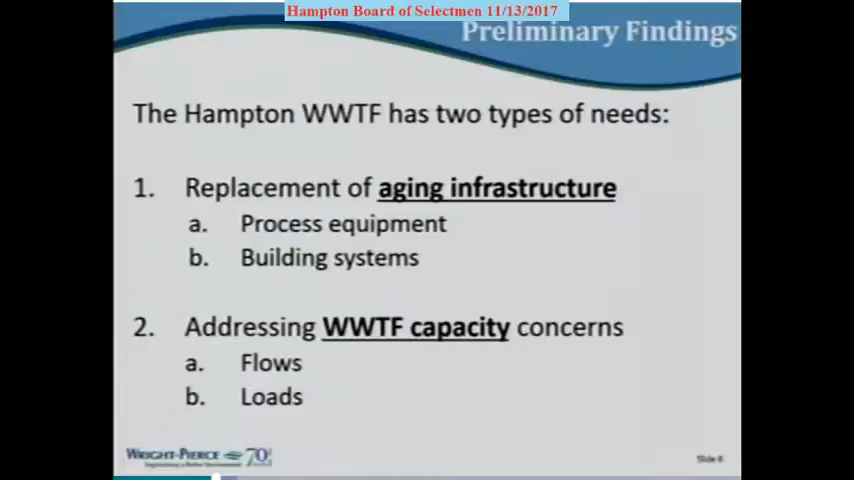 Hampton Board of Selectmen 11/13/2017
Preliminary Findings
The Hampton WWTF has two types of needs:
1. Replacement of aging infrastructure
a. Process equipment
b. Building systems
2. Addressing WWTF capacity concerns
a. Flows
b. Loads
WRIGHT-PIERCE 70
Slide